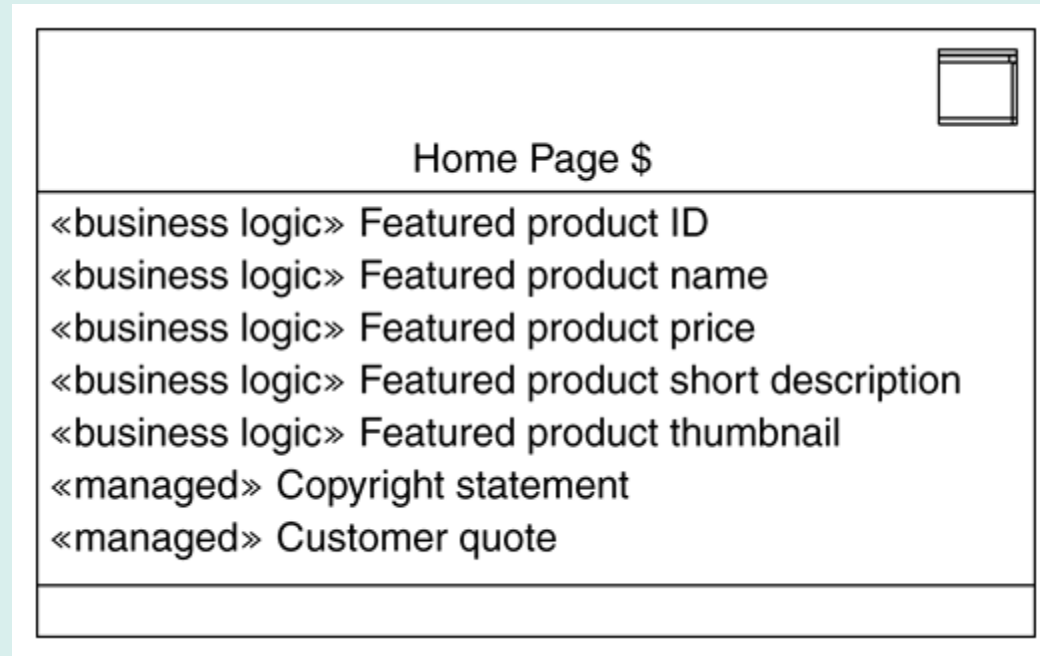 Home Page $
«business logic» Featured product ID
«business logic» Featured product name
«business logic» Featured product price
«business logic» Featured product short description
«business logic» Featured product thumbnail
«managed» Copyright statement
«managed» Customer quote